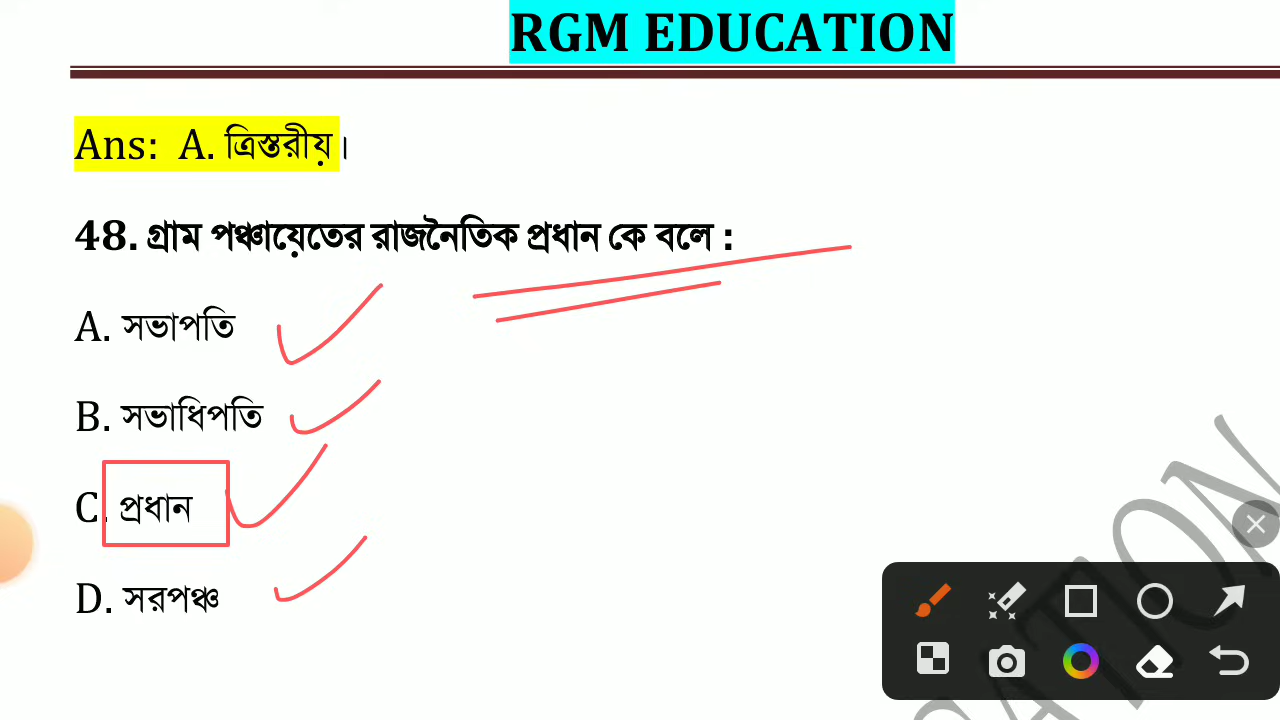 RGM EDUCATION
Ans: A. ত্রিস্তরীয়।
48. গ্রাম পঞ্চায়েতের রাজনৈতিক প্রধান কে বলে :
A. সভাপতি
B. সভাধিপতি
C. প্রধান
D. সরপঞ্চ